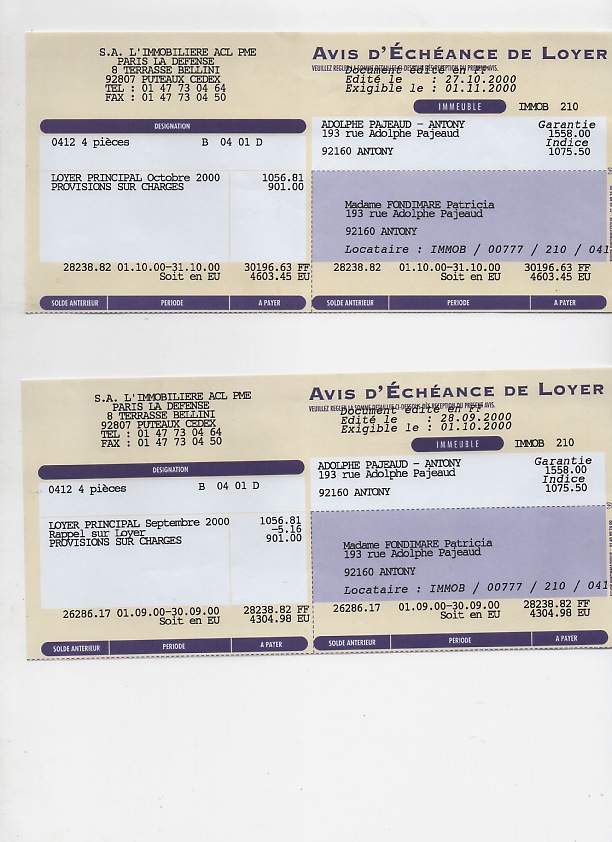 S.A. L'IMMOBILIERE ACL PME
PARIS LA DEFENSE
8 TERRASSE BELLINI
92807 PUTEAUX CEDEX
TEL : 01 47 73 04 64
FAX : 01 47 73 04 50
AVIS D'ÉCHÉANCE DE LOYER
Document édité en FF
Edité le : 27.10.2000
Exigible le : 01.11.2000
IMMEUBLE IMMOB 210
DESIGNATION
0412 4 pièces B 04 01 D
LOYER PRINCIPAL Octobre 2000 1056.81
PROVISIONS SUR CHARGES 901.00
28238.82 01.10.00-31.10.00 30196.63 FF
Soit en EU 4603.45 EU
SOLDE ANTERIEUR PERIODE A PAYER
ADOLPHE PAJEAUD - ANTONY Garantie
193 rue Adolphe Pajeaud 1558.00
Indice
92160 ANTONY 1075.50
Madame FONDIMARE Patricia
193 rue Adolphe Pajeaud
92160 ANTONY
Locataire : IMMOB / 00777 / 210 / 041
28238.82 01.10.00-31.10.00 30196.63 FF
Soit en EU 4603.45 EU
SOLDE ANTERIEUR PERIODE A PAYER
S.A. L'IMMOBILIERE ACL PME
PARIS LA DEFENSE
8 TERRASSE BELLINI
92807 PUTEAUX CEDEX
TEL : 01 47 73 04 64
FAX : 01 47 73 04 50
AVIS D'ÉCHÉANCE DE LOYER
Document édité en FF
Edité le : 28.09.2000
Exigible le : 01.10.2000
IMMEUBLE IMMOB 210
DESIGNATION
0412 4 pièces B 04 01 D
LOYER PRINCIPAL Septembre 2000 1056.81
Rappel sur Loyer -5.16
PROVISIONS SUR CHARGES 901.00
26286.17 01.09.00-30.09.00 28238.82 FF
Soit en EU 4304.98 EU
SOLDE ANTERIEUR PERIODE A PAYER
ADOLPHE PAJEAUD - ANTONY Garantie
193 rue Adolphe Pajeaud 1558.00
Indice
92160 ANTONY 1075.50
Madame FONDIMARE Patricia
193 rue Adolphe Pajeaud
92160 ANTONY
Locataire : IMMOB / 00777 / 210 / 041
26286.17 01.09.00-30.09.00 28238.82 FF
Soit en EU 4304.98 EU
SOLDE ANTERIEUR PERIODE A PAYER